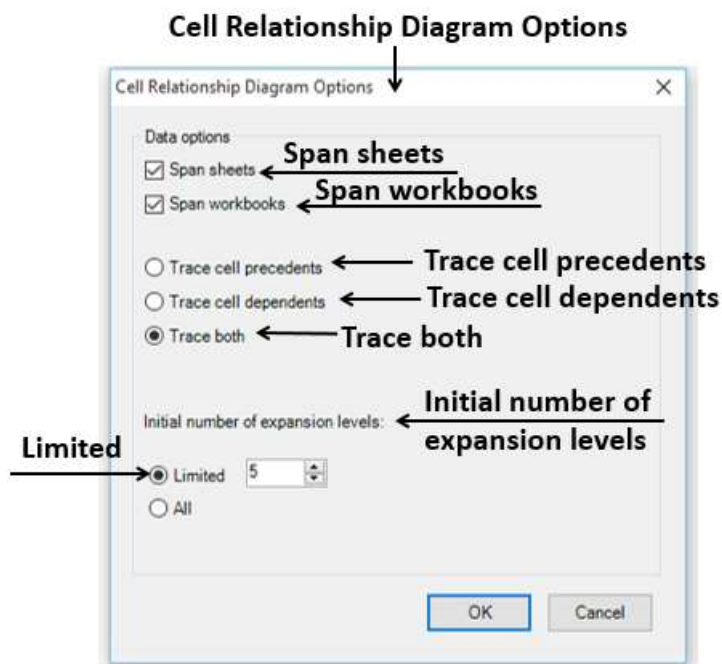 Cell Relationship Diagram Options
Cell Relationship Diagram Options
Data options
Span sheets
Span sheets
Span workbooks
Span workbooks
Trace cell precedents
Trace cell precedents
Trace cell dependents
Trace cell dependents
Trace both
Trace both
Initial number of expansion levels:
Initial number of
expansion levels
Limited
Limited 5
All
OK Cancel